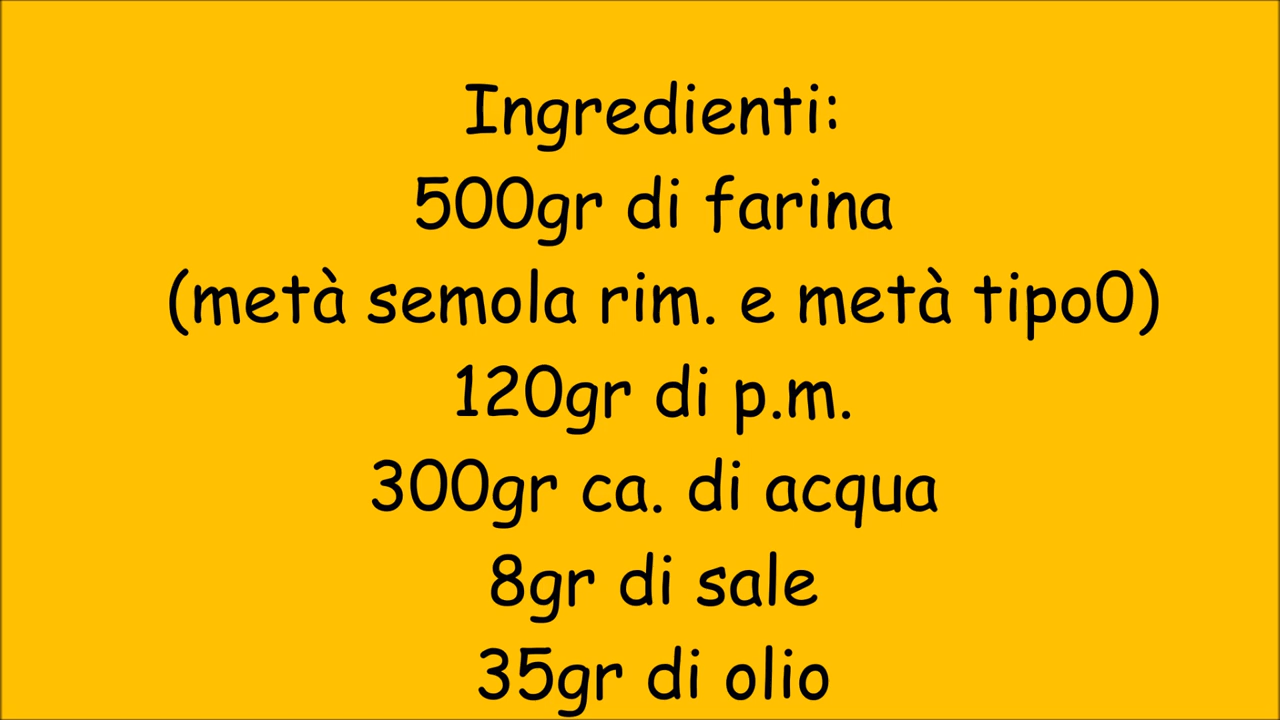 Ingredienti:
500gr di farina
(metà semola rim. e metà tipo0)
120gr di p.m.
300gr ca. di acqua
8gr di sale
35gr di olio